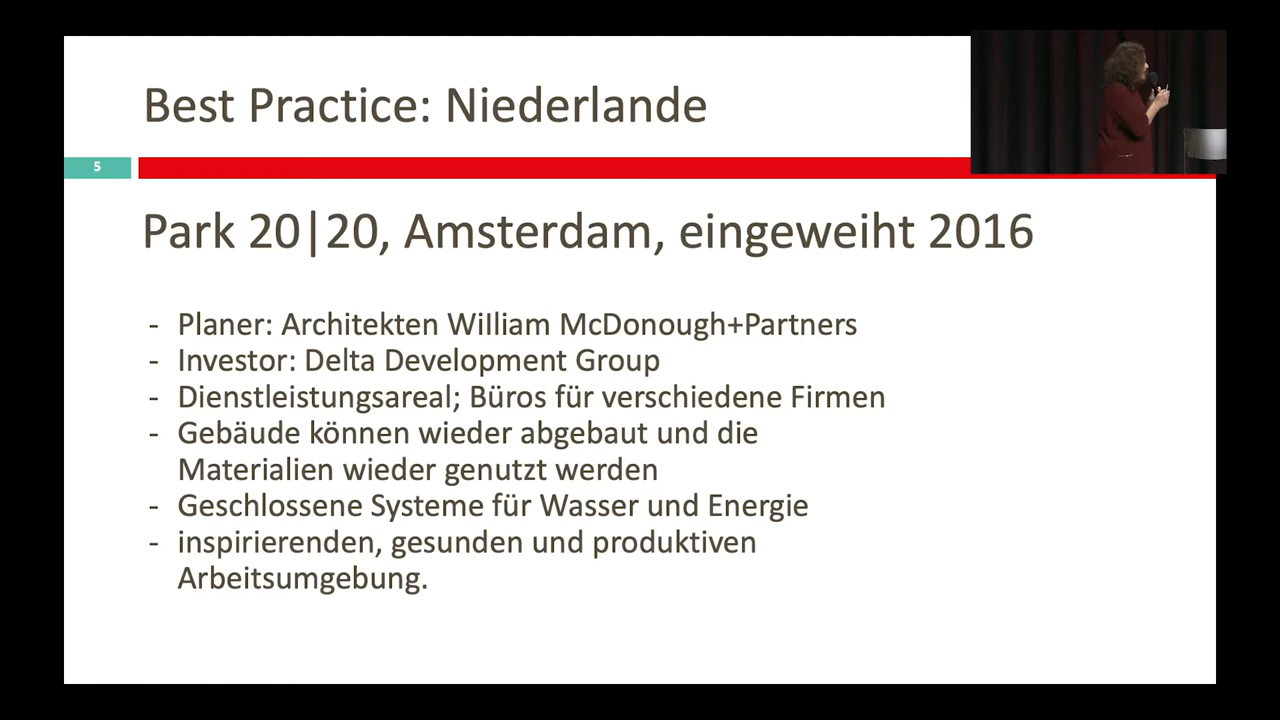 Best Practice: Niederlande
5
Park 20|20, Amsterdam, eingeweiht 2016
- Planer: Architekten William McDonough+Partners
- Investor: Delta Development Group
- Dienstleistungsareal; Büros für verschiedene Firmen
- Gebäude können wieder abgebaut und die
Materialien wieder genutzt werden
- Geschlossene Systeme für Wasser und Energie
- inspirierenden, gesunden und produktiven
Arbeitsumgebung.